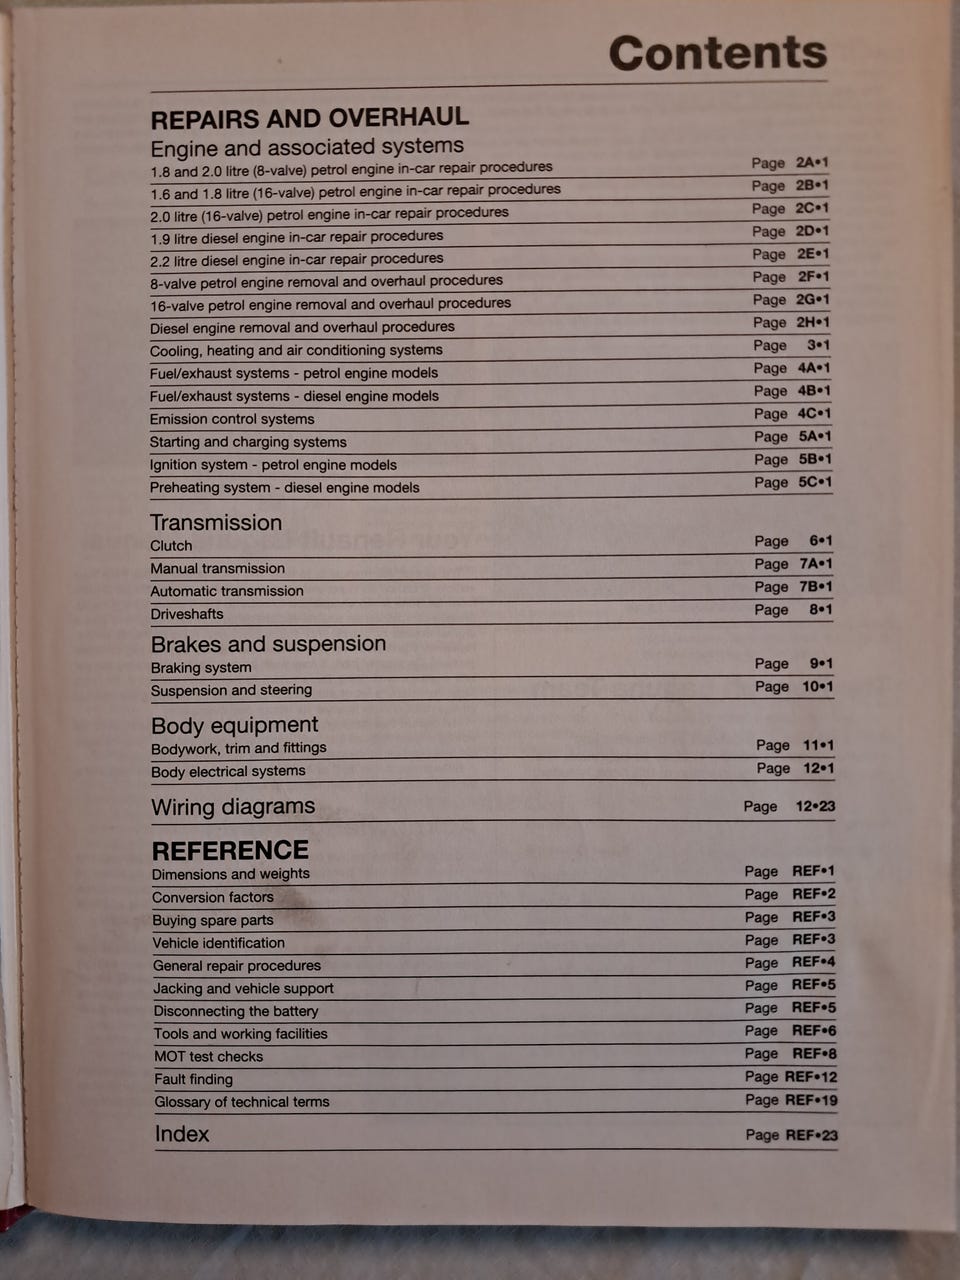 Contents
REPAIRS AND OVERHAUL
Engine and associated systems
1.8 and 2.0 litre (8-valve) petrol engine in-car repair procedures Page 2A•1
1.6 and 1.8 litre (16-valve) petrol engine in-car repair procedures Page 2B•1
2.0 litre (16-valve) petrol engine in-car repair procedures Page 2C•1
1.9 litre diesel engine in-car repair procedures Page 2D•1
2.2 litre diesel engine in-car repair procedures Page 2E•1
8-valve petrol engine removal and overhaul procedures Page 2F•1
16-valve petrol engine removal and overhaul procedures Page 2G•1
Diesel engine removal and overhaul procedures Page 2H•1
Cooling, heating and air conditioning systems Page 3•1
Fuel/exhaust systems - petrol engine models Page 4A•1
Fuel/exhaust systems - diesel engine models Page 4B•1
Emission control systems Page 4C•1
Starting and charging systems Page 5A•1
Ignition system - petrol engine models Page 5B•1
Preheating system - diesel engine models Page 5C•1
Transmission
Clutch Page 6•1
Manual transmission Page 7A•1
Automatic transmission Page 7B•1
Driveshafts Page 8•1
Brakes and suspension
Braking system Page 9•1
Suspension and steering Page 10•1
Body equipment
Bodywork, trim and fittings Page 11•1
Body electrical systems Page 12•1
Wiring diagrams Page 12•23
REFERENCE
Dimensions and weights Page REF•1
Conversion factors Page REF•2
Buying spare parts Page REF•3
Vehicle identification Page REF•3
General repair procedures Page REF•4
Jacking and vehicle support Page REF•5
Disconnecting the battery Page REF•5
Tools and working facilities Page REF•6
MOT test checks Page REF•8
Fault finding Page REF•12
Glossary of technical terms Page REF•19
Index Page REF•23